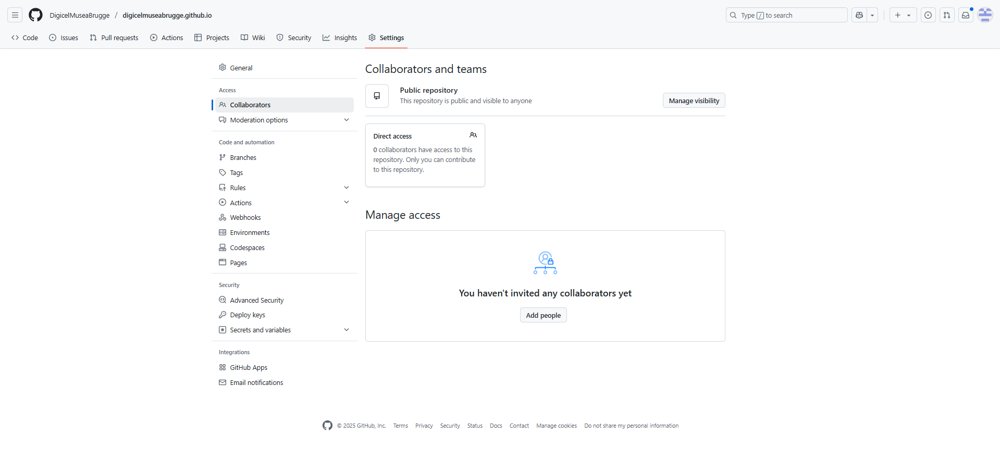 DigicelMuseaBrugge / digicelmuseabrugge.github.io
Type / to search
Code Issues Pull requests Actions Projects Wiki Security Insights Settings
General
Access
Collaborators
Moderation options
Code and automation
Branches
Tags
Rules
Actions
Webhooks
Environments
Codespaces
Pages
Security
Advanced Security
Deploy keys
Secrets and variables
Integrations
GitHub Apps
Email notifications
Collaborators and teams
Public repository
This repository is public and visible to anyone
Manage visibility
Direct access
0 collaborators have access to this
repository. Only you can contribute
to this repository.
Manage access
You haven't invited any collaborators yet
Add people
© 2025 GitHub, Inc. Terms Privacy Security Status Docs Contact Manage cookies Do not share my personal information